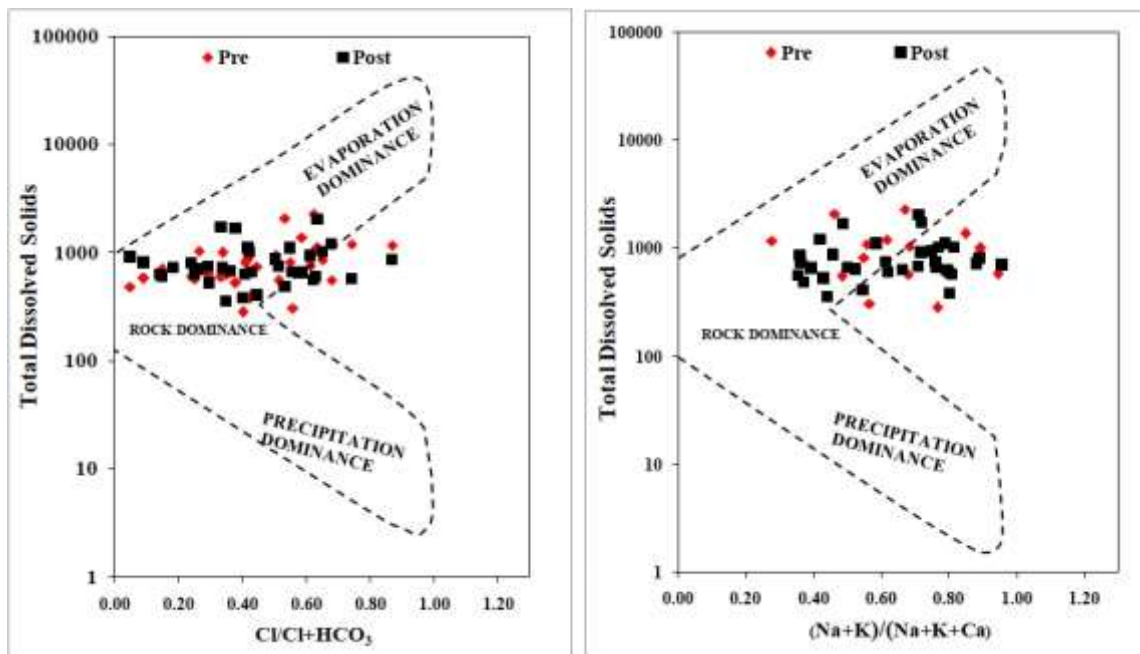 100000
10000
1000
100
10
1
Total Dissolved Solids
Pre
Post
EVAPORATION
DOMINANCE
ROCK DOMINANCE
PRECIPITATION
DOMINANCE
0.00 0.20 0.40 0.60 0.80 1.00 1.20
Cl/Cl+HCO3
100000
10000
1000
100
10
1
Total Dissolved Solids
Pre
Post
EVAPORATION
DOMINANCE
ROCK DOMINANCE
PRECIPITATION
DOMINANCE
0.00 0.20 0.40 0.60 0.80 1.00 1.20
(Na+K)/(Na+K+Ca)